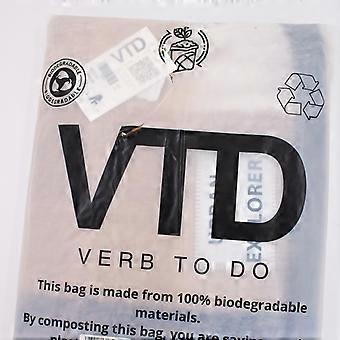 VTD
BIODEGRADABLE
BIODEGRADABLE
VTD
URBAN
EXPLORER
VERB TO DO
This bag is made from 100% biodegradable
materials.
By composting this bag, you are saving